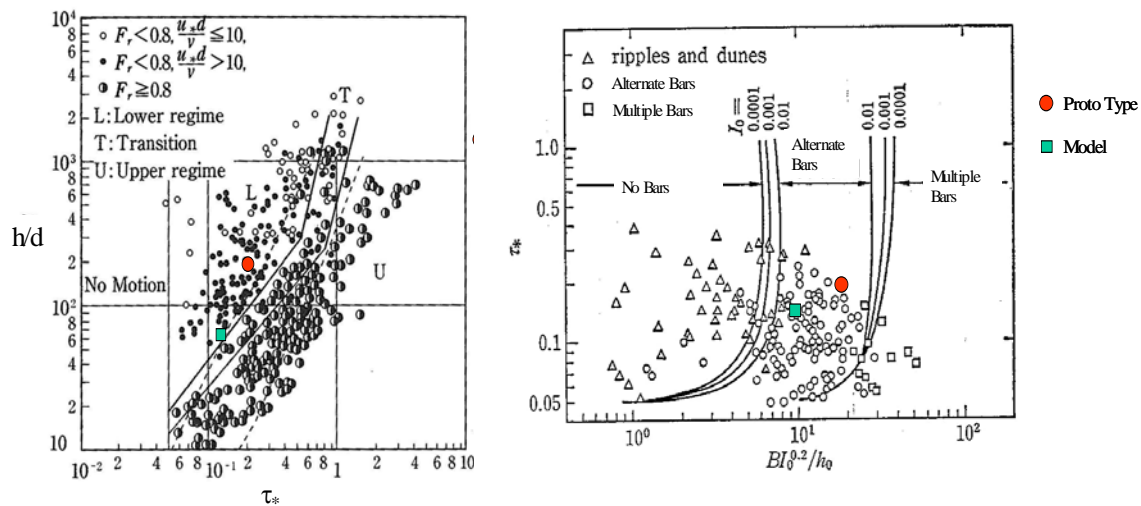 10⁴
8
6
4
2
10³
8
6
4
2
10²
8
6
4
2
10
h/d
○ Fᵣ<0.8, u*d/ν ≦10,
• Fᵣ<0.8, u*d/ν >10,
◐ Fᵣ≧0.8
L:Lower regime
T:Transition
U:Upper regime
T
L
U
No Motion
10⁻² 4 6 8 10⁻¹ 2 4 6 8 1 2 4 6 8 10
τ*
△ ripples and dunes
○ Alternate Bars
□ Multiple Bars
I₀=
0.0001
0.001
0.01
0.01
0.001
0.0001
Alternate
Bars
No Bars
Multiple
Bars
1.0
0.5
0.1
0.05
τ*
10⁰ 10¹ 10²
BI₀⁰·²/h₀
Proto Type
Model